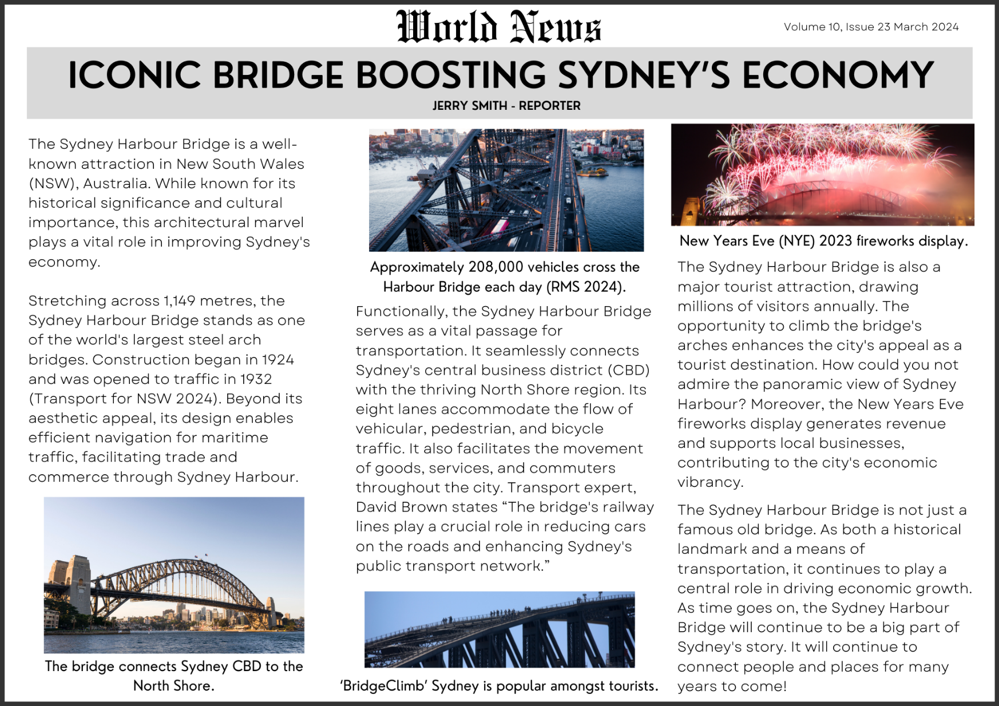 World News
Volume 10, Issue 23 March 2024
ICONIC BRIDGE BOOSTING SYDNEY’S ECONOMY
JERRY SMITH - REPORTER
The Sydney Harbour Bridge is a well-
known attraction in New South Wales
(NSW), Australia. While known for its
historical significance and cultural
importance, this architectural marvel
plays a vital role in improving Sydney's
economy.
Stretching across 1,149 metres, the
Sydney Harbour Bridge stands as one
of the world's largest steel arch
bridges. Construction began in 1924
and was opened to traffic in 1932
(Transport for NSW 2024). Beyond its
aesthetic appeal, its design enables
efficient navigation for maritime
traffic, facilitating trade and
commerce through Sydney Harbour.
The bridge connects Sydney CBD to the
North Shore.
Approximately 208,000 vehicles cross the
Harbour Bridge each day (RMS 2024).
Functionally, the Sydney Harbour Bridge
serves as a vital passage for
transportation. It seamlessly connects
Sydney's central business district (CBD)
with the thriving North Shore region. Its
eight lanes accommodate the flow of
vehicular, pedestrian, and bicycle
traffic. It also facilitates the movement
of goods, services, and commuters
throughout the city. Transport expert,
David Brown states “The bridge's railway
lines play a crucial role in reducing cars
on the roads and enhancing Sydney's
public transport network.”
‘BridgeClimb’ Sydney is popular amongst tourists.
New Years Eve (NYE) 2023 fireworks display.
The Sydney Harbour Bridge is also a
major tourist attraction, drawing
millions of visitors annually. The
opportunity to climb the bridge's
arches enhances the city's appeal as a
tourist destination. How could you not
admire the panoramic view of Sydney
Harbour? Moreover, the New Years Eve
fireworks display generates revenue
and supports local businesses,
contributing to the city's economic
vibrancy.
The Sydney Harbour Bridge is not just a
famous old bridge. As both a historical
landmark and a means of
transportation, it continues to play a
central role in driving economic growth.
As time goes on, the Sydney Harbour
Bridge will continue to be a big part of
Sydney's story. It will continue to
connect people and places for many
years to come!